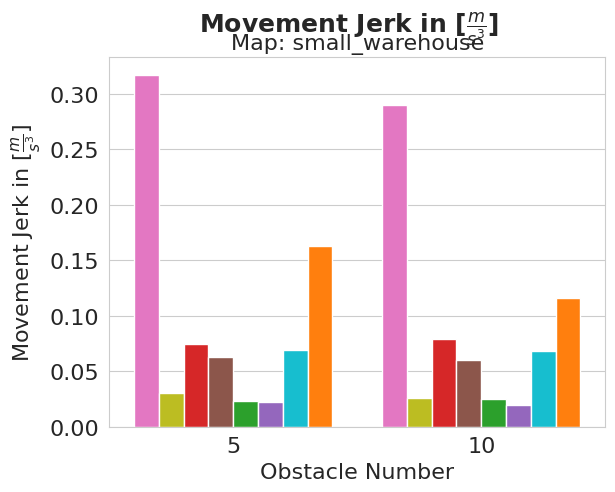 Movement Jerk in [m/s³]
Map: small_warehouse
Movement Jerk in [m/s³]
0.30
0.25
0.20
0.15
0.10
0.05
0.00
5 10
Obstacle Number